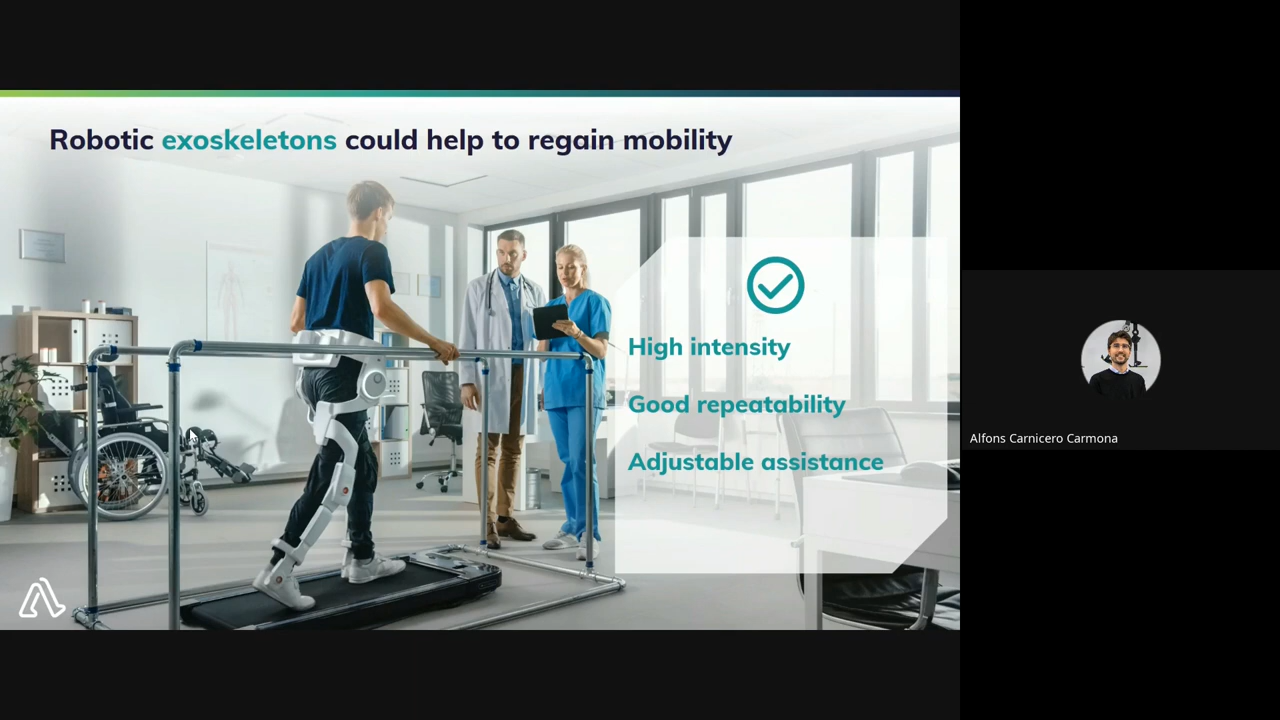 Robotic exoskeletons could help to regain mobility
High intensity
Good repeatability
Adjustable assistance
Alfons Carnicero Carmona